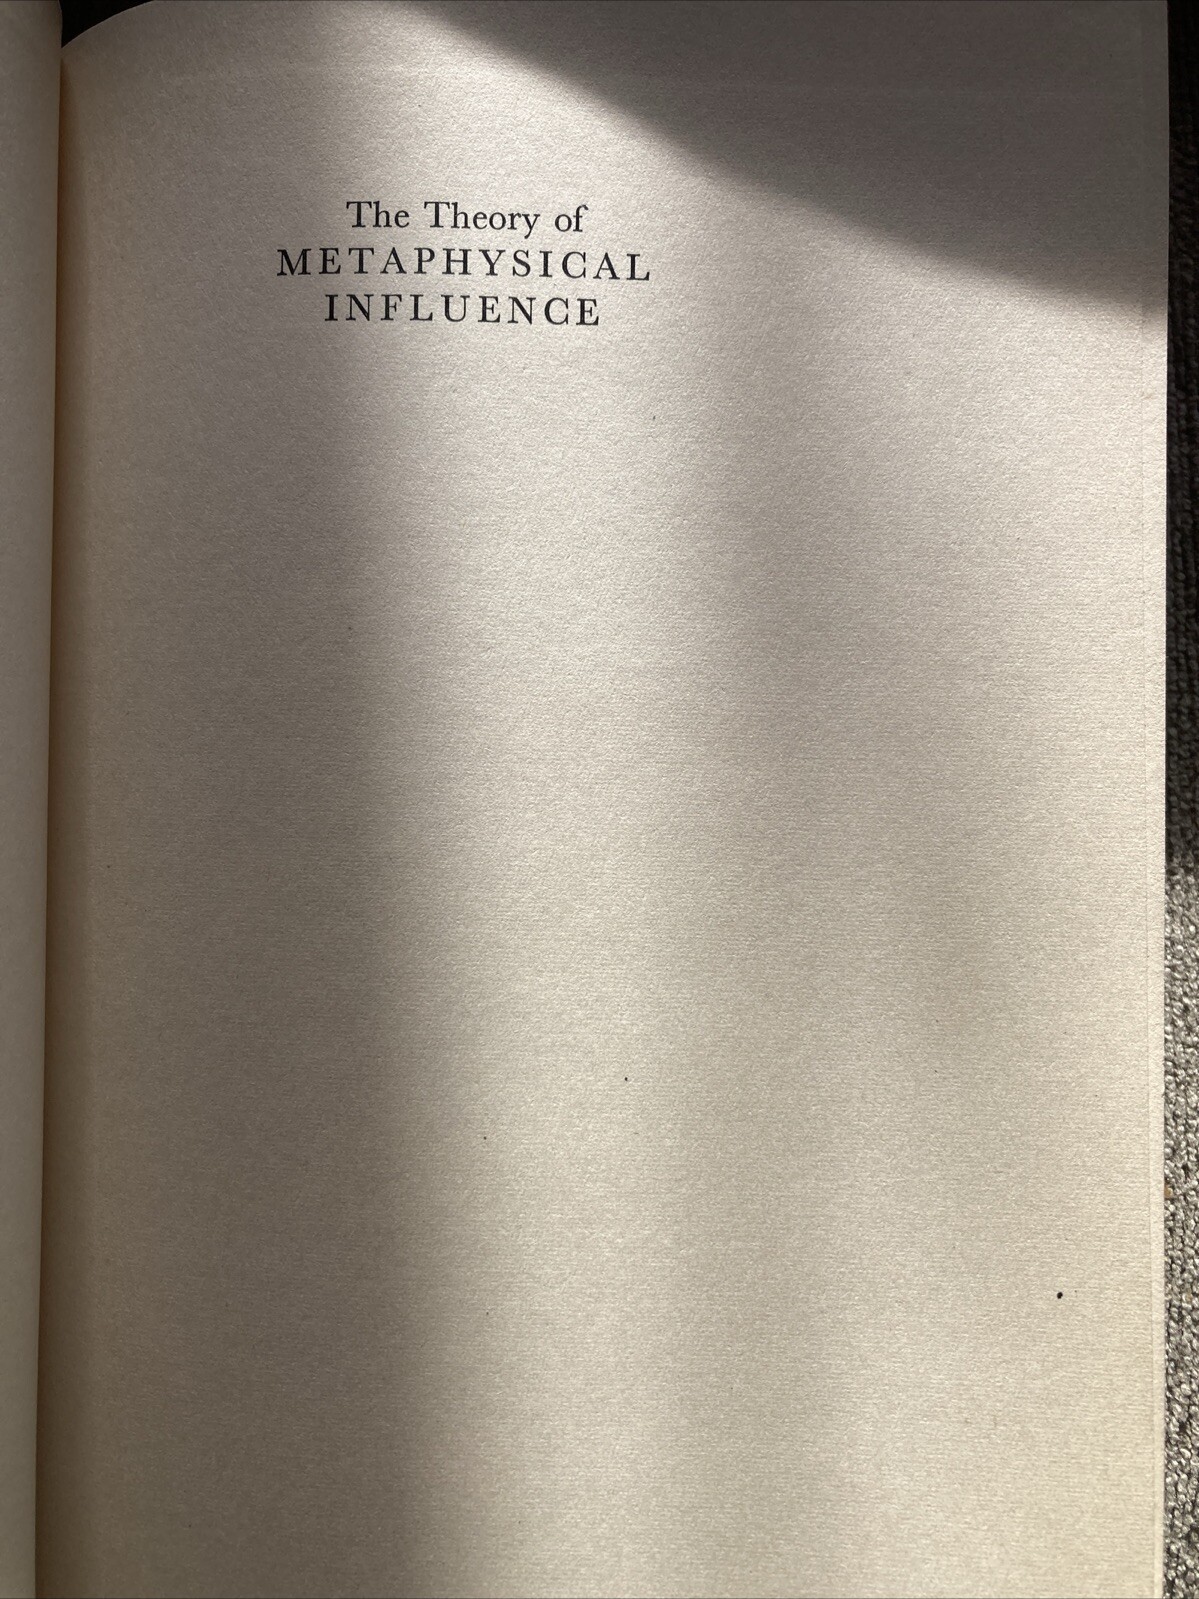 The Theory of
METAPHYSICAL
INFLUENCE